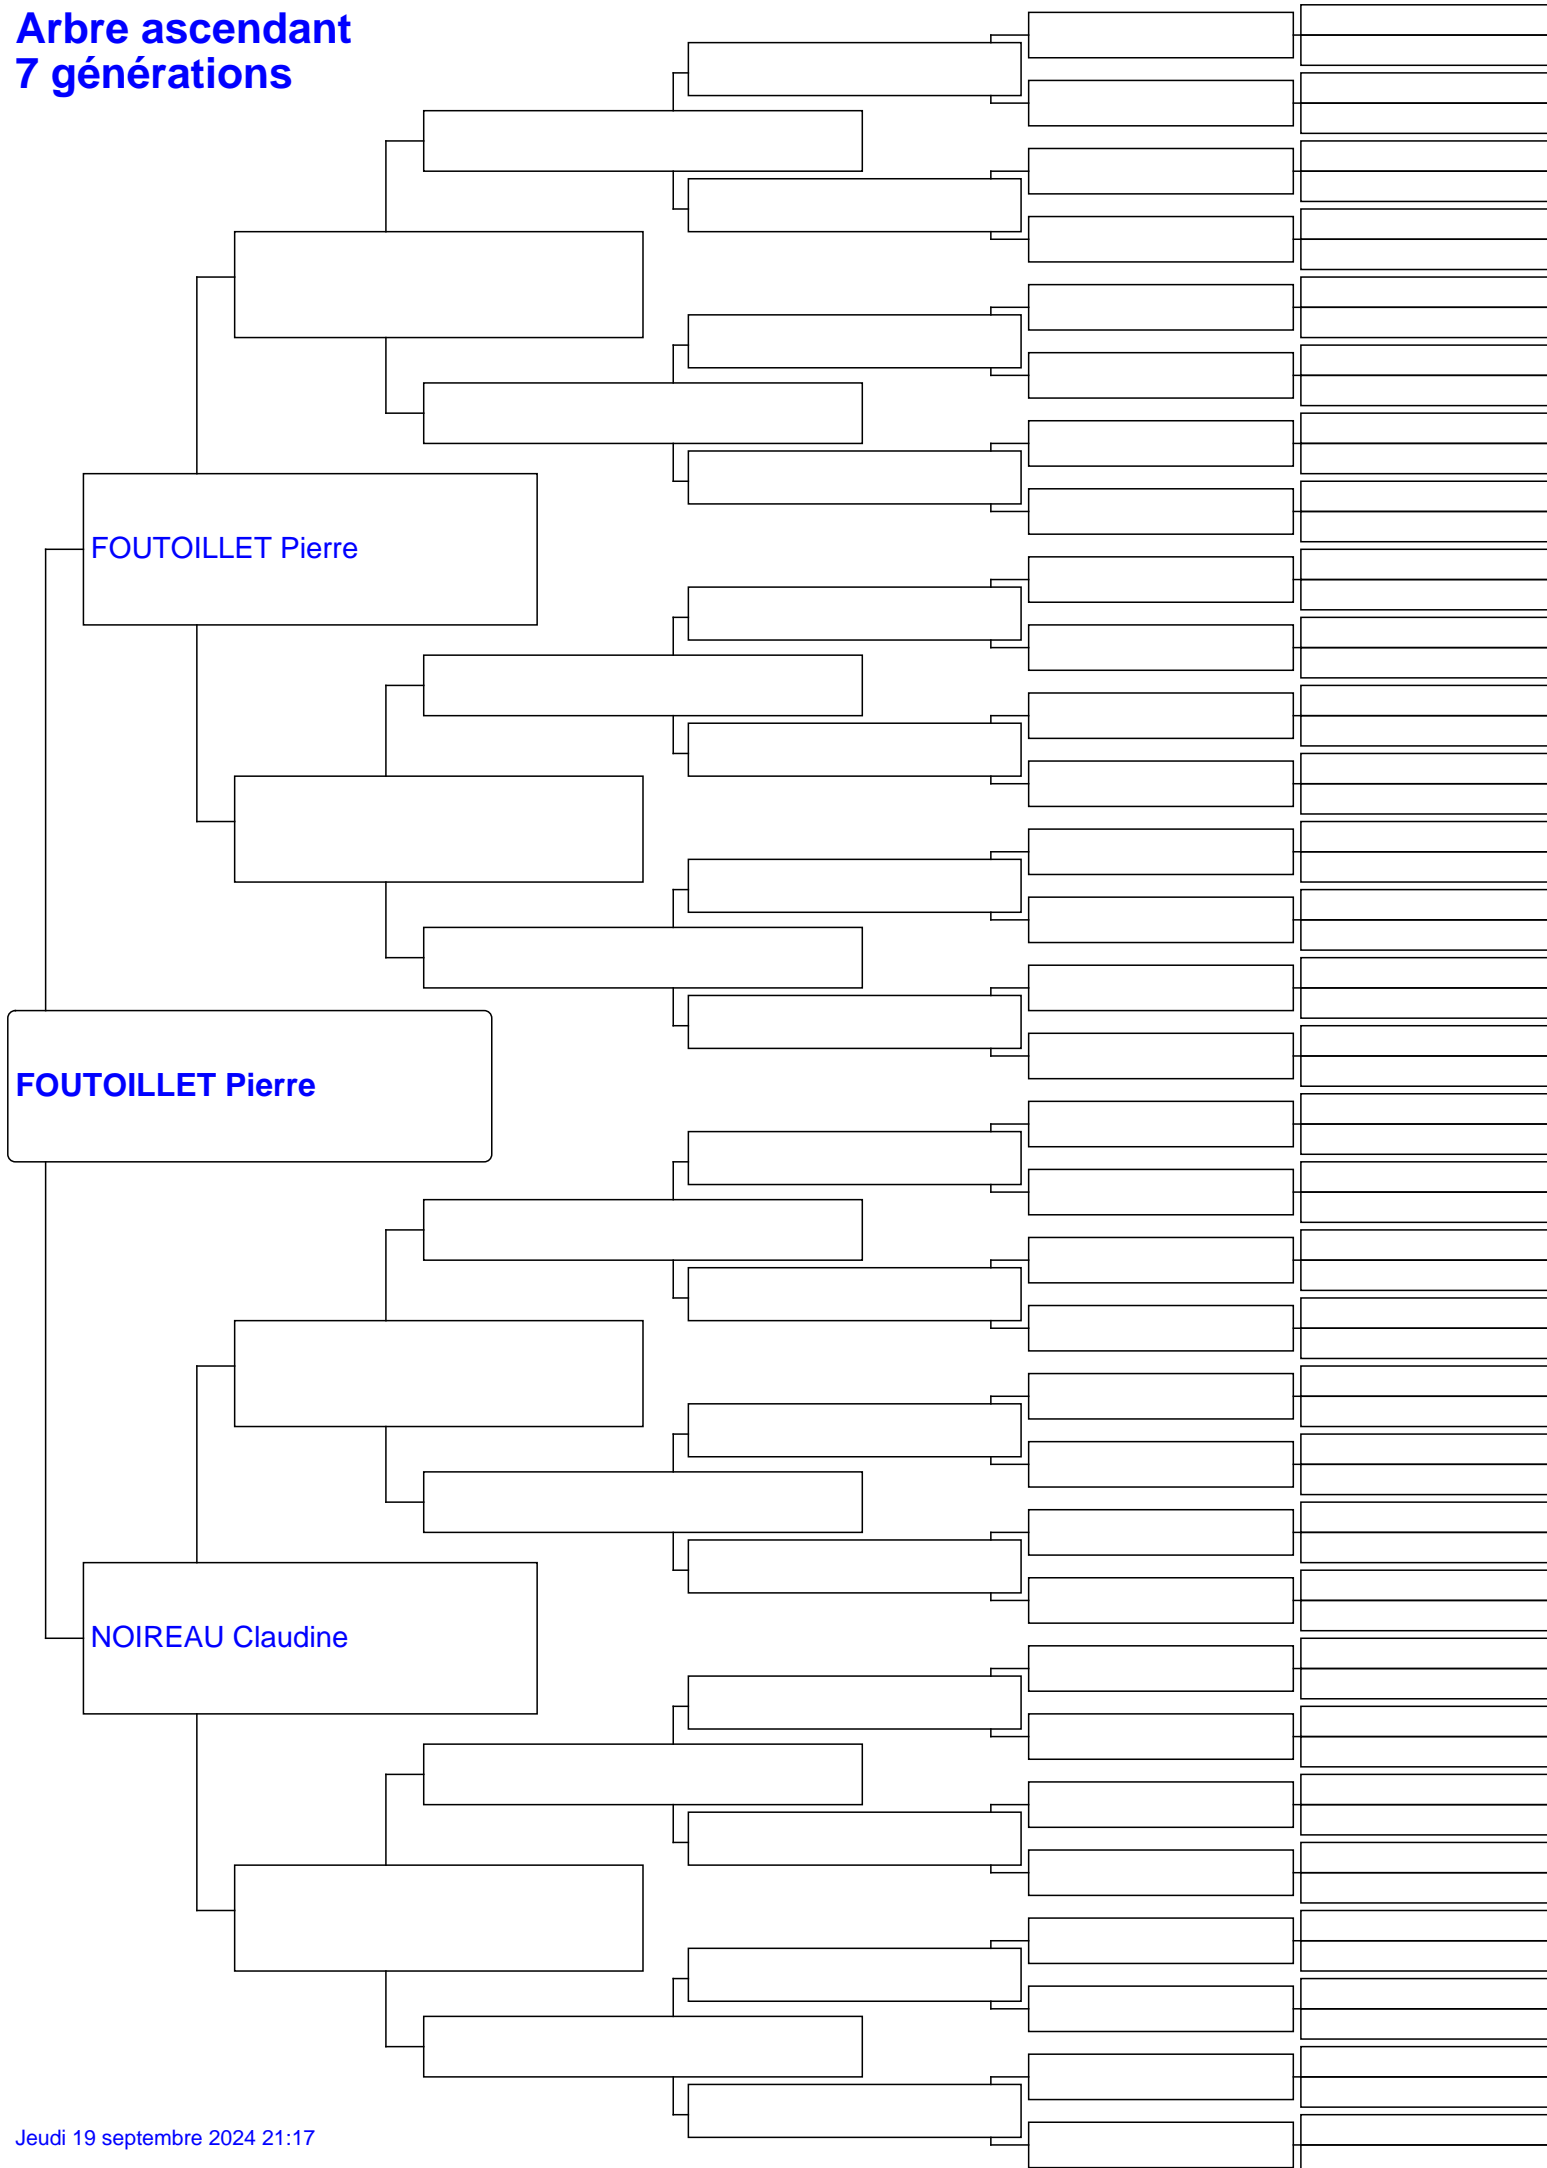 Arbre ascendant
7 générations
FOUTOILLET Pierre
FOUTOILLET Pierre
NOIREAU Claudine
Jeudi 19 septembre 2024 21:17